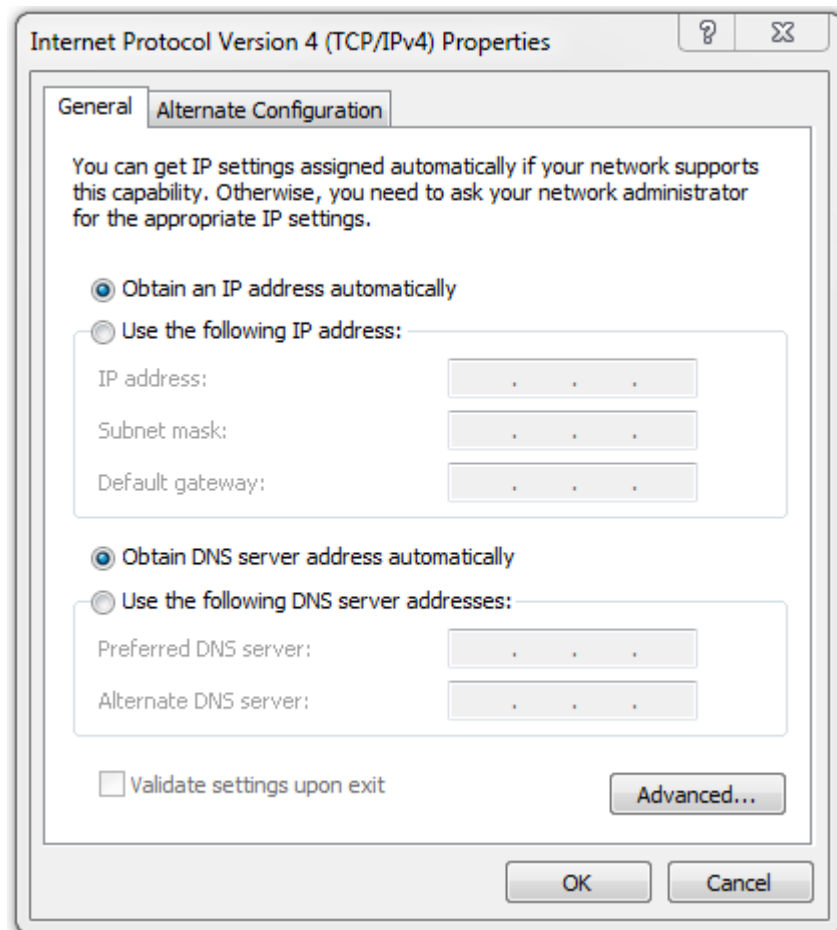 Internet Protocol Version 4 (TCP/IPv4) Properties
General
Alternate Configuration
You can get IP settings assigned automatically if your network supports
this capability. Otherwise, you need to ask your network administrator
for the appropriate IP settings.
Obtain an IP address automatically
Use the following IP address:
IP address: . . .
Subnet mask: . . .
Default gateway: . . .
Obtain DNS server address automatically
Use the following DNS server addresses:
Preferred DNS server: . . .
Alternate DNS server: . . .
Validate settings upon exit
Advanced...
OK
Cancel